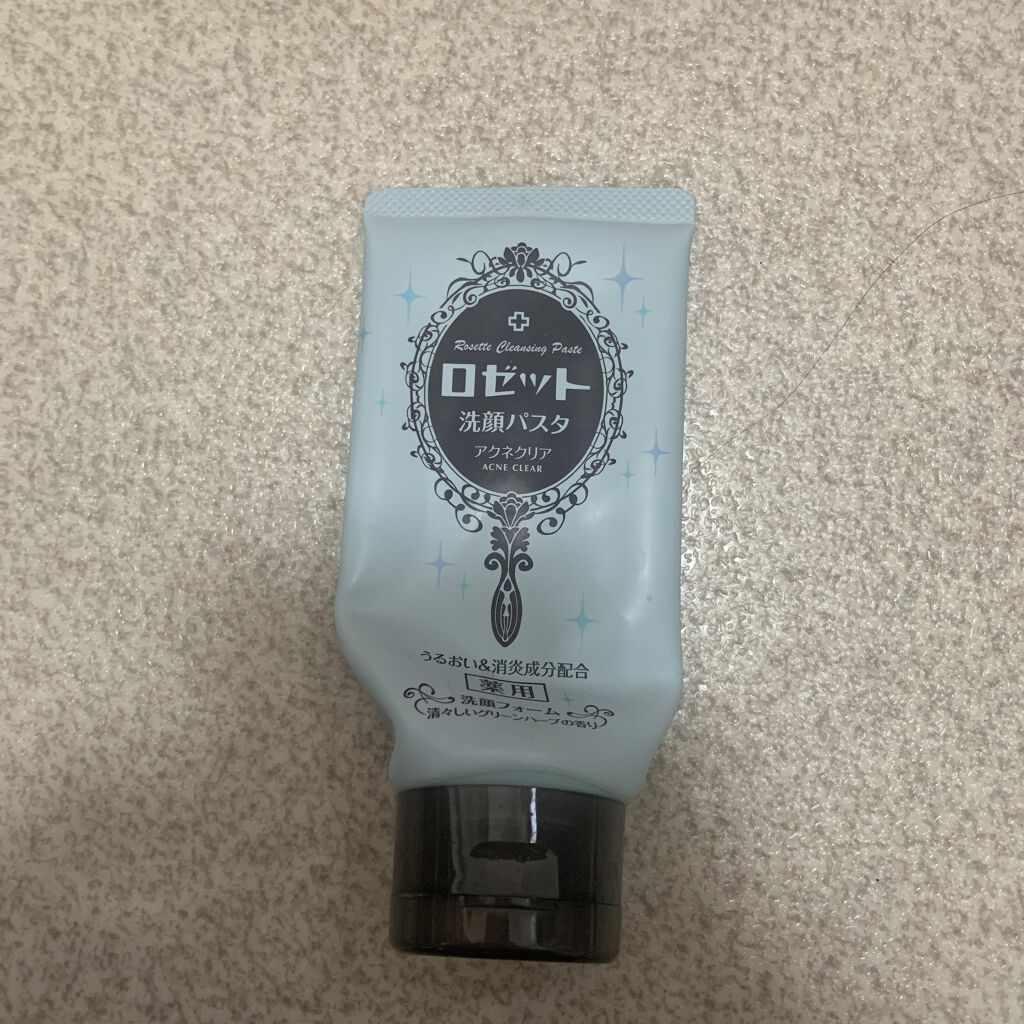 Rosette Cleansing Paste
ロゼット
洗顔パスタ
アクネクリア
ACNE CLEAR
うるおい&消炎成分配合
薬用
洗顔フォーム
清々しいグリーンハーブの香り